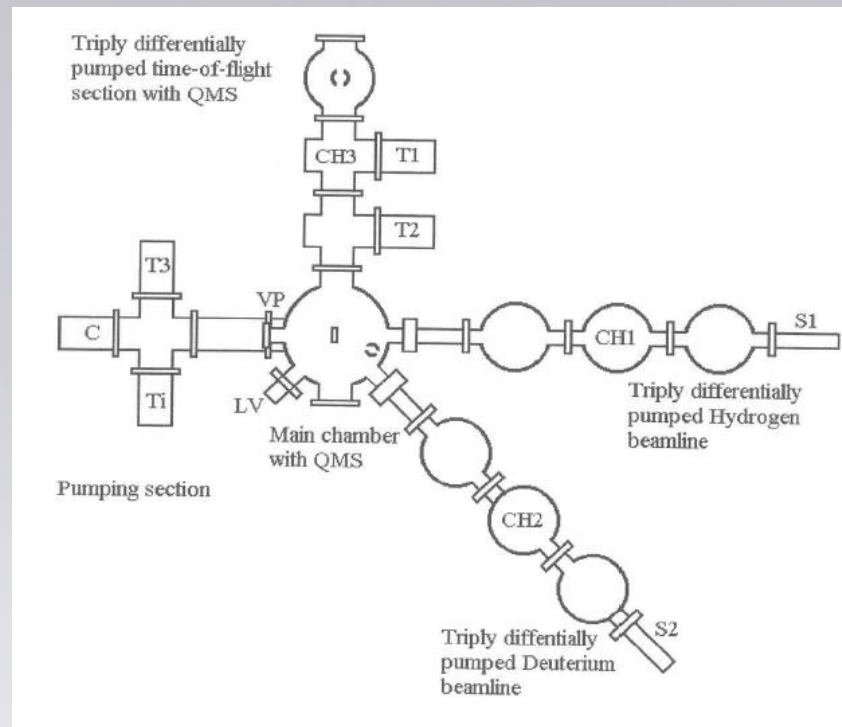 Triply differentially
pumped time-of-flight
section with QMS
CH3
T1
T2
T3
VP
C
CH1
S1
Ti
LV
Triply differentially
pumped Hydrogen
beamline
Main chamber
with QMS
Pumping section
CH2
S2
Triply diffentially
pumped Deuterium
beamline